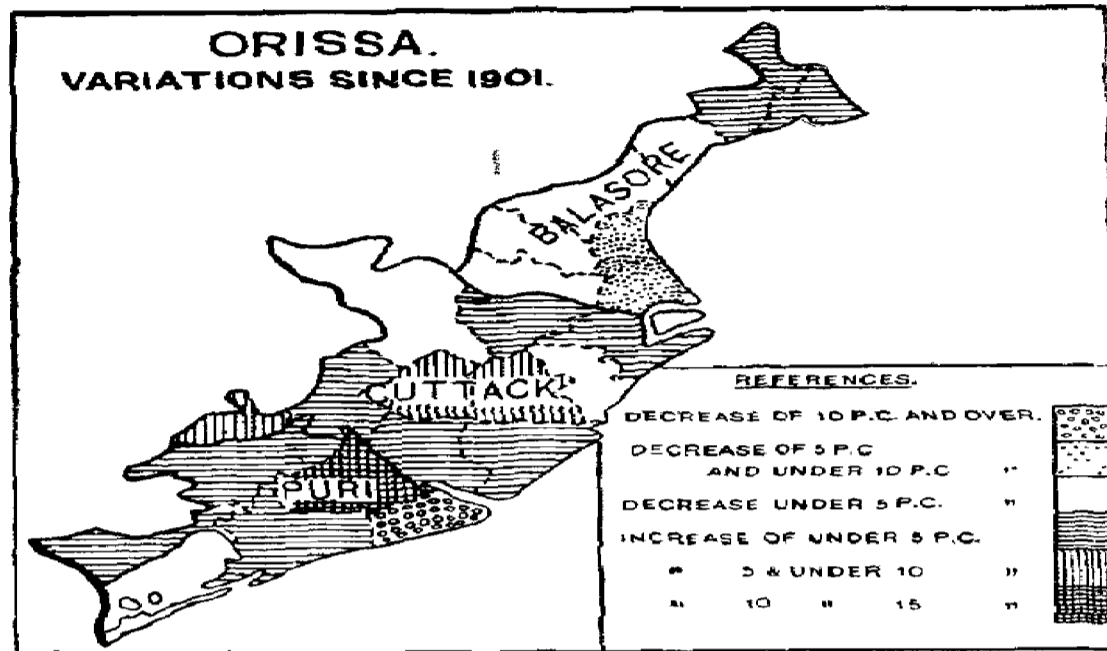 ORISSA.
VARIATIONS SINCE 1901.
BALASORE
CUTTACK
PURI
REFERENCES.
DECREASE OF 10 P.C. AND OVER.
DECREASE OF 5 P.C
AND UNDER 10 P.C "
DECREASE UNDER 5 P.C. "
INCREASE OF UNDER 5 P.C.
" 5 & UNDER 10 "
" 10 " 15 "